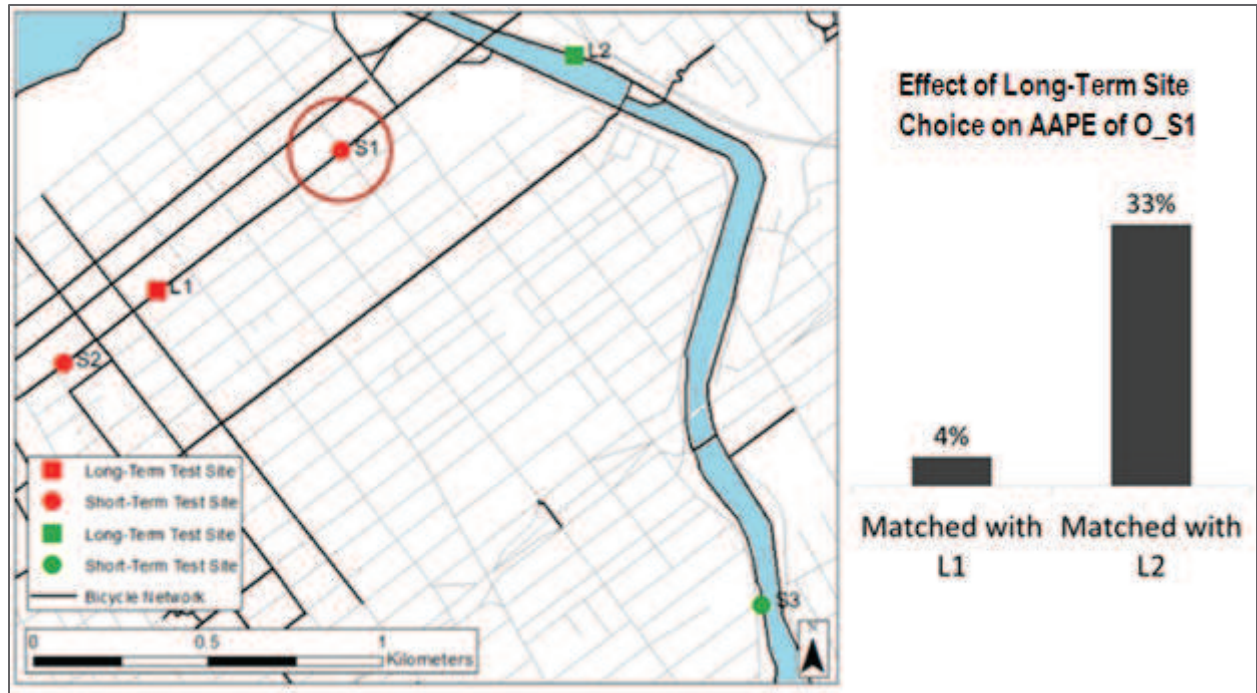 L2
S1
L1
S2
S3
Long-Term Test Site
Short-Term Test Site
Long-Term Test Site
Short-Term Test Site
Bicycle Network
0 0.5 1
Kilometers
Effect of Long-Term Site
Choice on AAPE of O_S1
33%
4%
Matched with Matched with
L1 L2